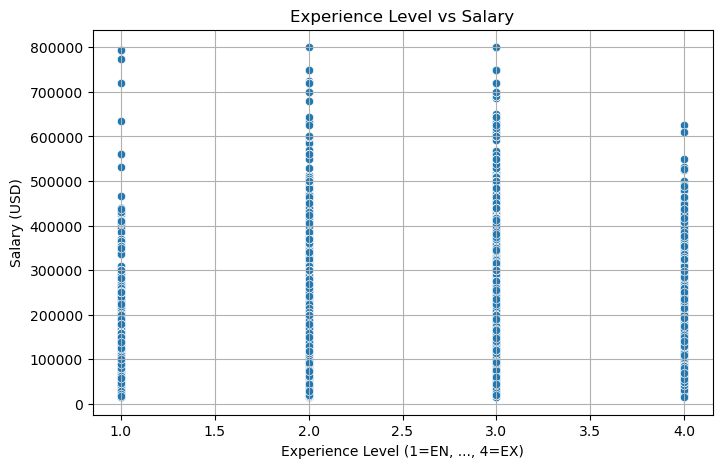 Experience Level vs Salary
800000
700000
600000
500000
400000
300000
200000
100000
0
Salary (USD)
1.0 1.5 2.0 2.5 3.0 3.5 4.0
Experience Level (1=EN, ..., 4=EX)